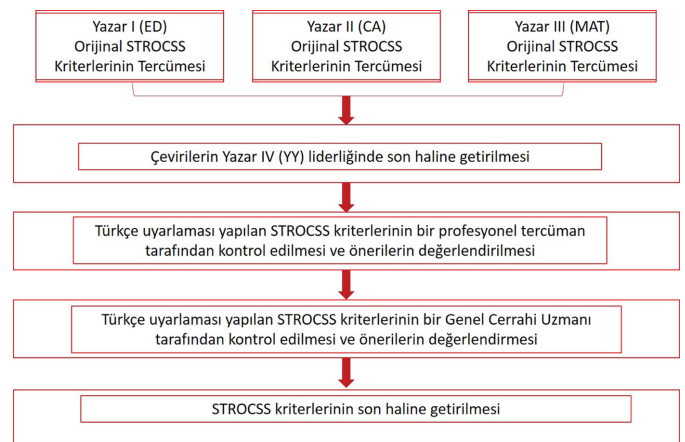 Yazar I (ED)
Orijinal STROCSS
Kriterlerinin Tercümesi
Yazar II (CA)
Orijinal STROCSS
Kriterlerinin Tercümesi
Yazar III (MAT)
Orijinal STROCSS
Kriterlerinin Tercümesi
Çevirilerin Yazar IV (YY) liderliğinde son haline getirilmesi
Türkçe uyarlaması yapılan STROCSS kriterlerinin bir profesyonel tercüman
tarafından kontrol edilmesi ve önerilerin değerlendirilmesi
Türkçe uyarlaması yapılan STROCSS kriterlerinin bir Genel Cerrahi Uzmanı
tarafından kontrol edilmesi ve önerilerin değerlendirmesi
STROCSS kriterlerinin son haline getirilmesi